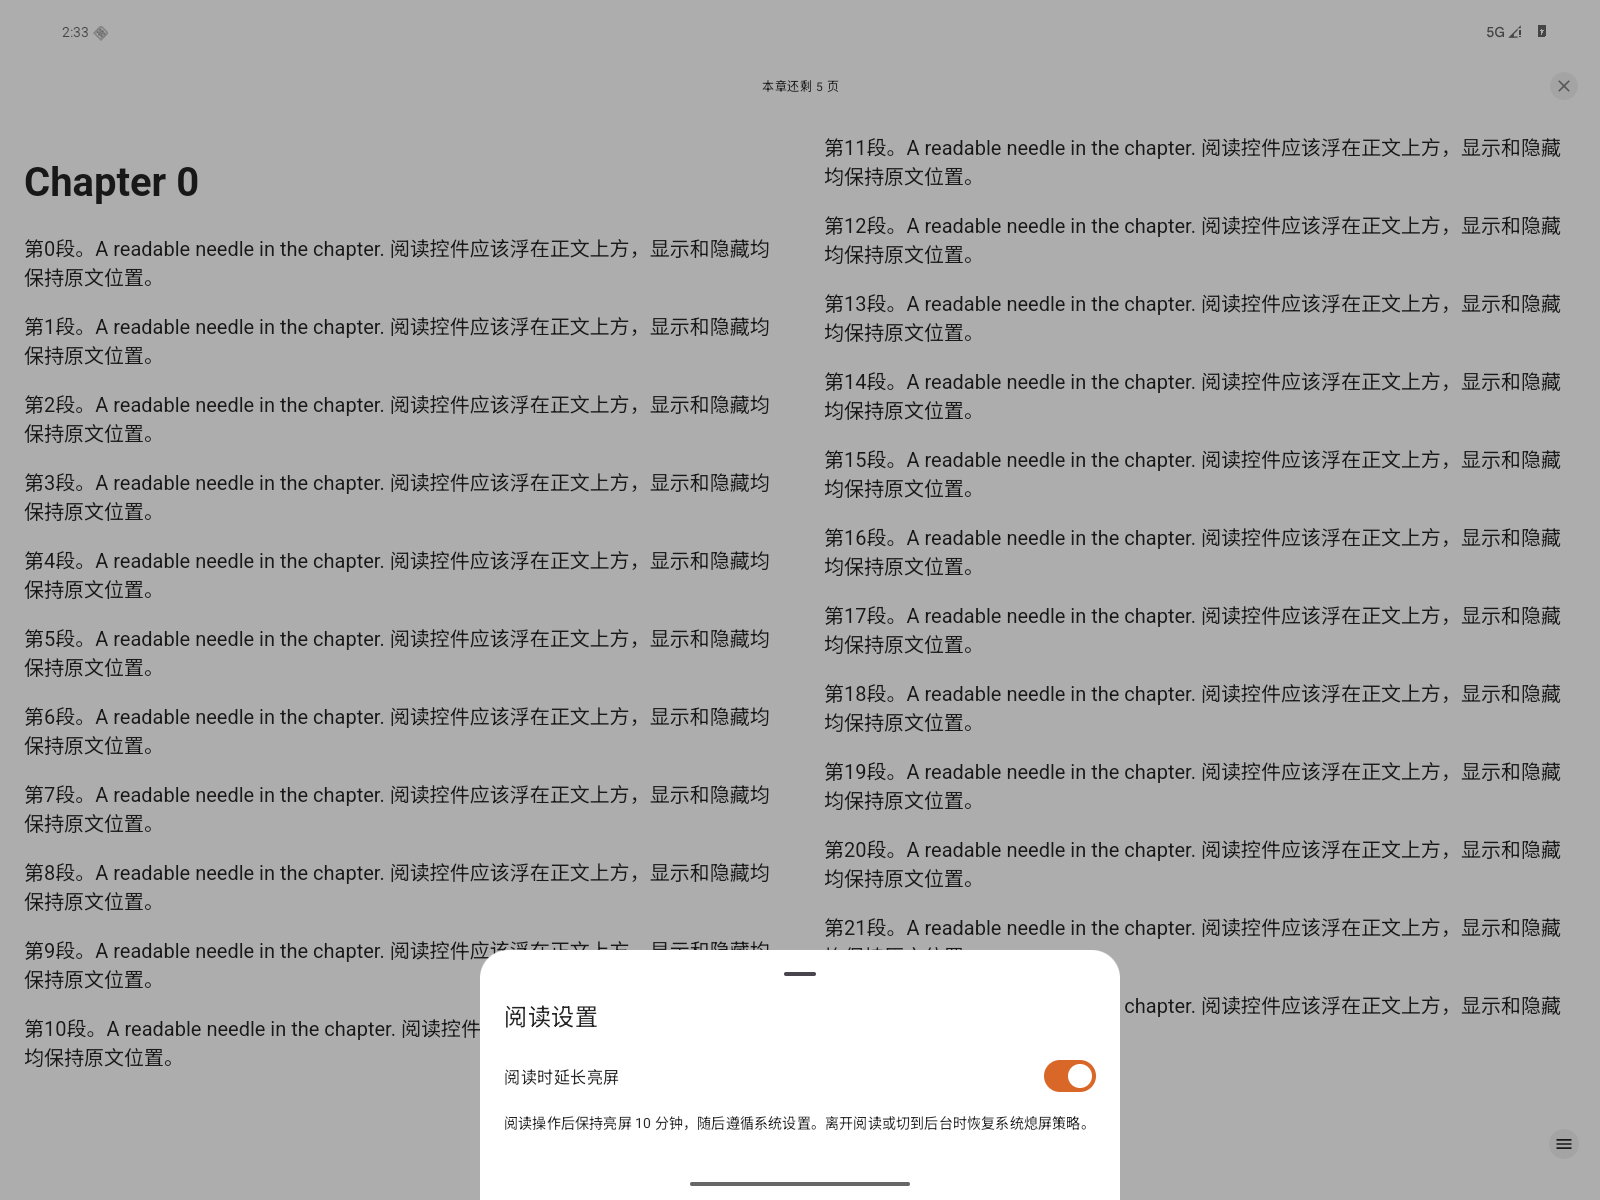 2:33
5G
本章还剩 5 页
Chapter 0
第0段。A readable needle in the chapter. 阅读控件应该浮在正文上方，显示和隐藏均
保持原文位置。
第1段。A readable needle in the chapter. 阅读控件应该浮在正文上方，显示和隐藏均
保持原文位置。
第2段。A readable needle in the chapter. 阅读控件应该浮在正文上方，显示和隐藏均
保持原文位置。
第3段。A readable needle in the chapter. 阅读控件应该浮在正文上方，显示和隐藏均
保持原文位置。
第4段。A readable needle in the chapter. 阅读控件应该浮在正文上方，显示和隐藏均
保持原文位置。
第5段。A readable needle in the chapter. 阅读控件应该浮在正文上方，显示和隐藏均
保持原文位置。
第6段。A readable needle in the chapter. 阅读控件应该浮在正文上方，显示和隐藏均
保持原文位置。
第7段。A readable needle in the chapter. 阅读控件应该浮在正文上方，显示和隐藏均
保持原文位置。
第8段。A readable needle in the chapter. 阅读控件应该浮在正文上方，显示和隐藏均
保持原文位置。
第9段。A readable needle in the chapter. 阅读控件应该浮在正文上方，显示和隐藏均
保持原文位置。
第10段。A readable needle in the chapter. 阅读控件
均保持原文位置。
第11段。A readable needle in the chapter. 阅读控件应该浮在正文上方，显示和隐藏
均保持原文位置。
第12段。A readable needle in the chapter. 阅读控件应该浮在正文上方，显示和隐藏
均保持原文位置。
第13段。A readable needle in the chapter. 阅读控件应该浮在正文上方，显示和隐藏
均保持原文位置。
第14段。A readable needle in the chapter. 阅读控件应该浮在正文上方，显示和隐藏
均保持原文位置。
第15段。A readable needle in the chapter. 阅读控件应该浮在正文上方，显示和隐藏
均保持原文位置。
第16段。A readable needle in the chapter. 阅读控件应该浮在正文上方，显示和隐藏
均保持原文位置。
第17段。A readable needle in the chapter. 阅读控件应该浮在正文上方，显示和隐藏
均保持原文位置。
第18段。A readable needle in the chapter. 阅读控件应该浮在正文上方，显示和隐藏
均保持原文位置。
第19段。A readable needle in the chapter. 阅读控件应该浮在正文上方，显示和隐藏
均保持原文位置。
第20段。A readable needle in the chapter. 阅读控件应该浮在正文上方，显示和隐藏
均保持原文位置。
第21段。A readable needle in the chapter. 阅读控件应该浮在正文上方，显示和隐藏
chapter. 阅读控件应该浮在正文上方，显示和隐藏
阅读设置
阅读时延长亮屏
阅读操作后保持亮屏 10 分钟，随后遵循系统设置。离开阅读或切到后台时恢复系统熄屏策略。